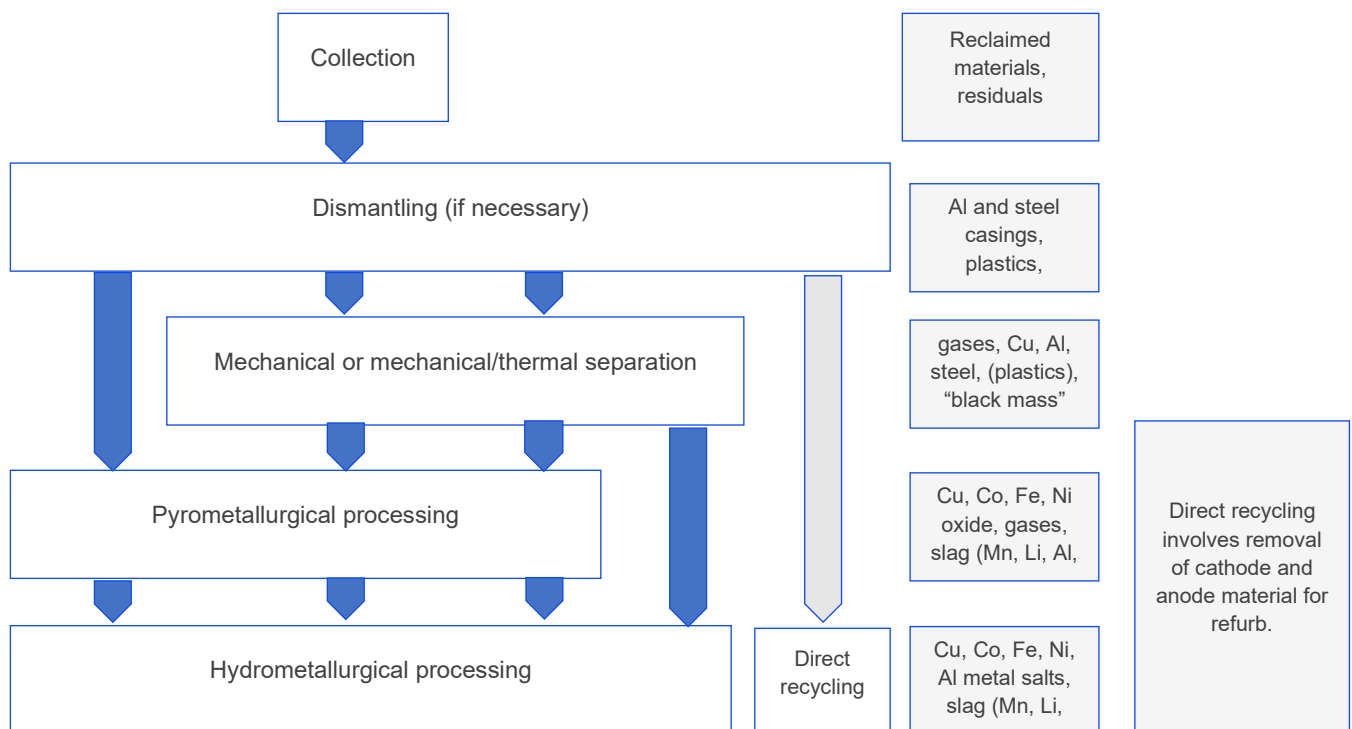 Collection
Reclaimed
materials,
residuals
Dismantling (if necessary)
Al and steel
casings,
plastics,
Mechanical or mechanical/thermal separation
gases, Cu, Al,
steel, (plastics),
“black mass”
Pyrometallurgical processing
Cu, Co, Fe, Ni
oxide, gases,
slag (Mn, Li, Al,
Direct recycling
involves removal
of cathode and
anode material for
refurb.
Hydrometallurgical processing
Direct
recycling
Cu, Co, Fe, Ni,
Al metal salts,
slag (Mn, Li,